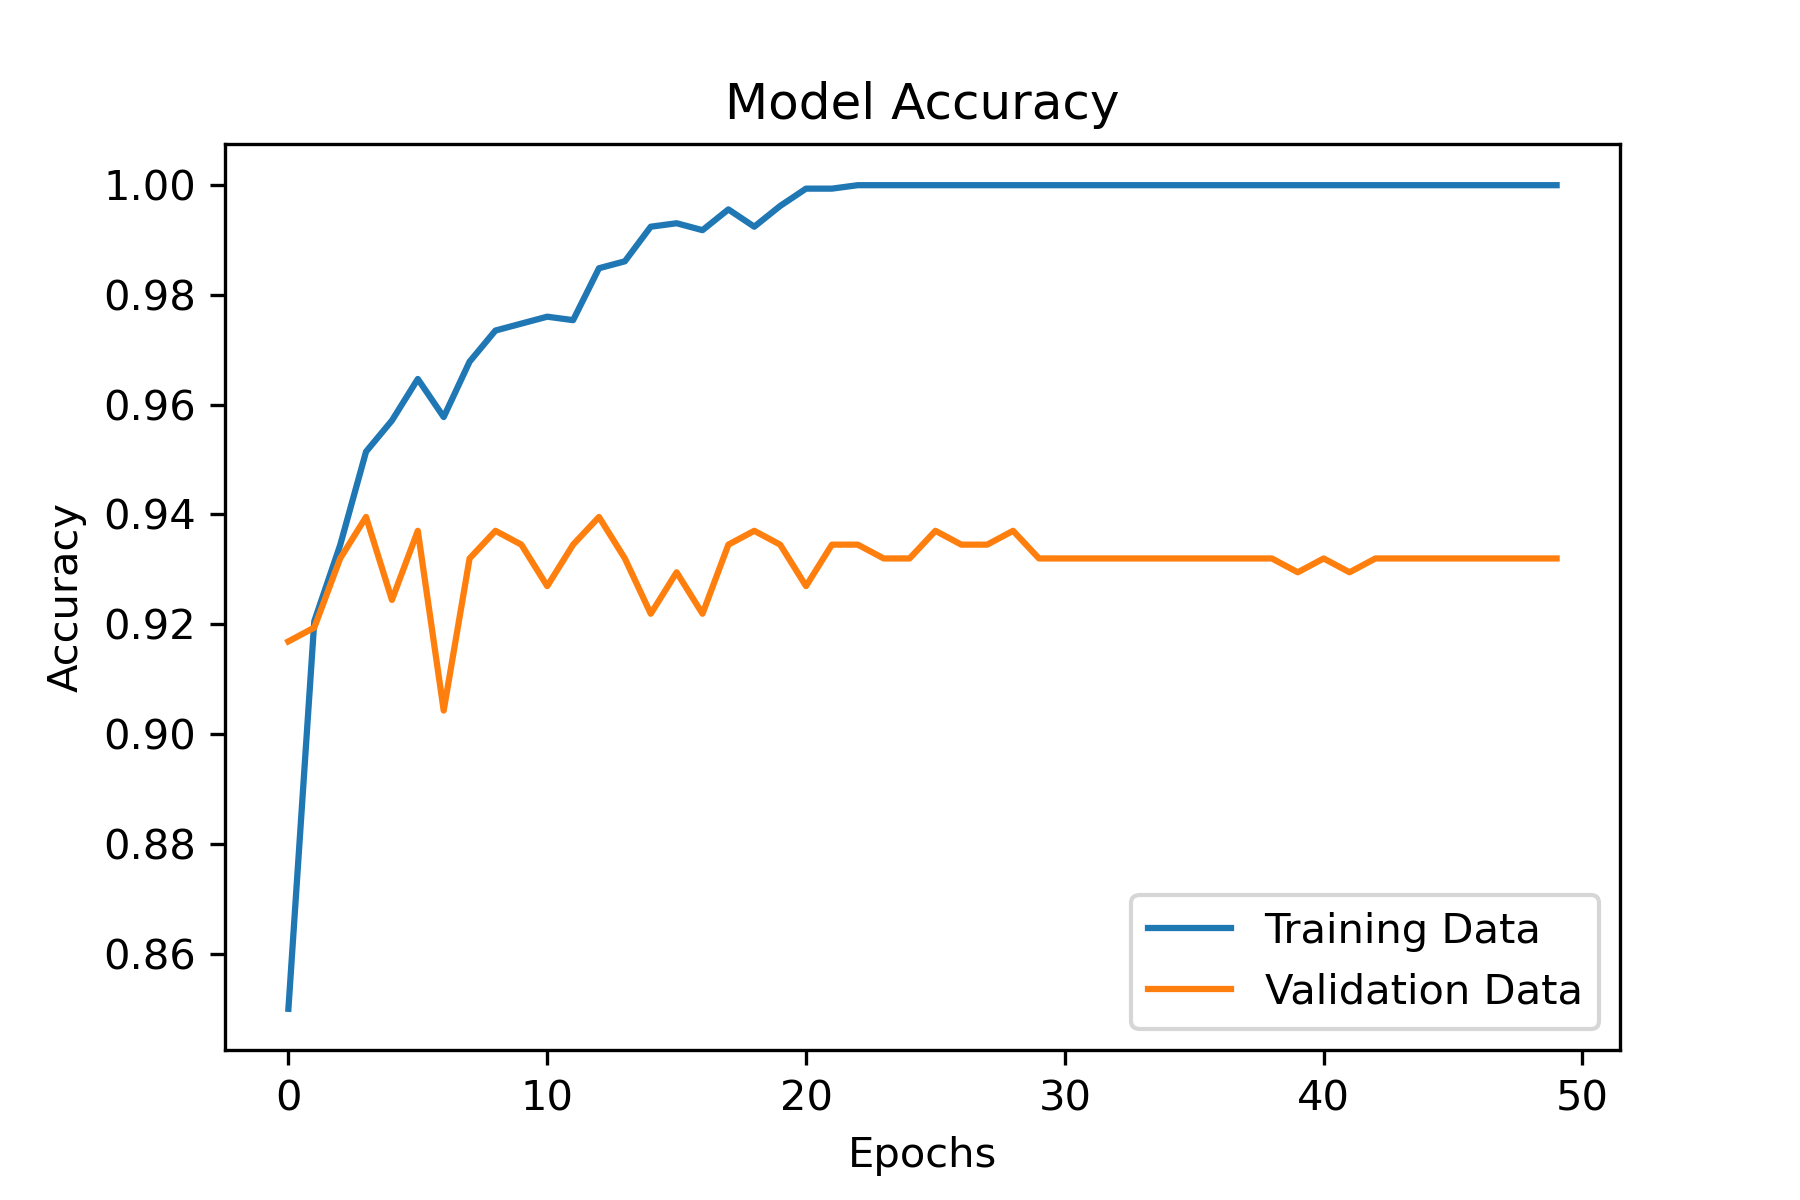 Model Accuracy
1.00
0.98
0.96
0.94
0.92
0.90
0.88
0.86
Accuracy
Training Data
Validation Data
0 10 20 30 40 50
Epochs